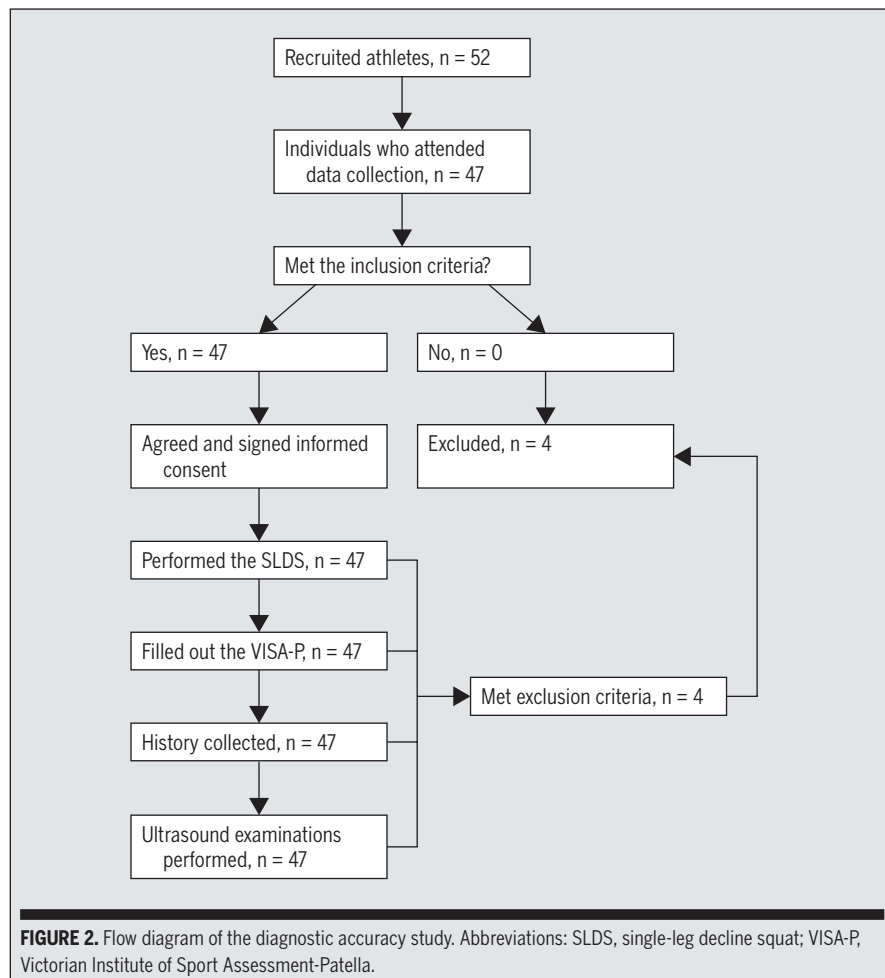 Recruited athletes, n = 52
Individuals who attended
data collection, n = 47
Met the inclusion criteria?
Yes, n = 47
No, n = 0
Agreed and signed informed
consent
Excluded, n = 4
Performed the SLDS, n = 47
Filled out the VISA-P, n = 47
Met exclusion criteria, n = 4
History collected, n = 47
Ultrasound examinations
performed, n = 47
FIGURE 2. Flow diagram of the diagnostic accuracy study. Abbreviations: SLDS, single-leg decline squat; VISA-P,
Victorian Institute of Sport Assessment-Patella.